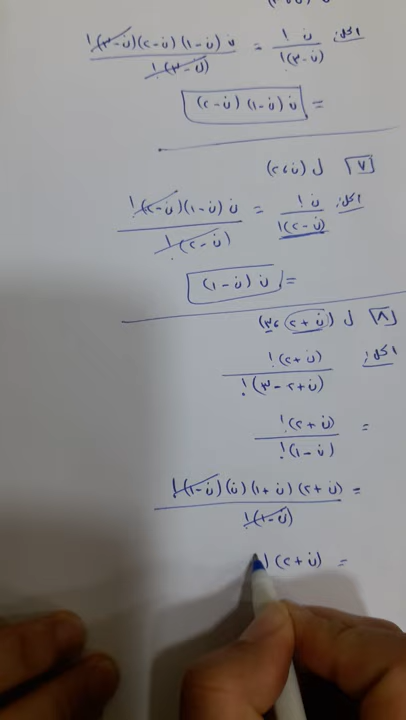 الحل: ن! / (ن-٣)! = ن (ن-١)(ن-٢)(ن-٣)! / (ن-٣)!
= ن (ن-١) (ن-٢)
٧ ل (ن،٢)
الحل: ن! / (ن-٢)! = ن (ن-١)(ن-٢)! / (ن-٢)!
= ن (ن-١)
٨ ل (ن+٢،٣)
الحل: (ن+٢)! / (ن+٢-٣)!
= (ن+٢)! / (ن-١)!
= (ن+٢)(ن+١)(ن)(ن-١)! / (ن-١)!
= (ن+٢)(